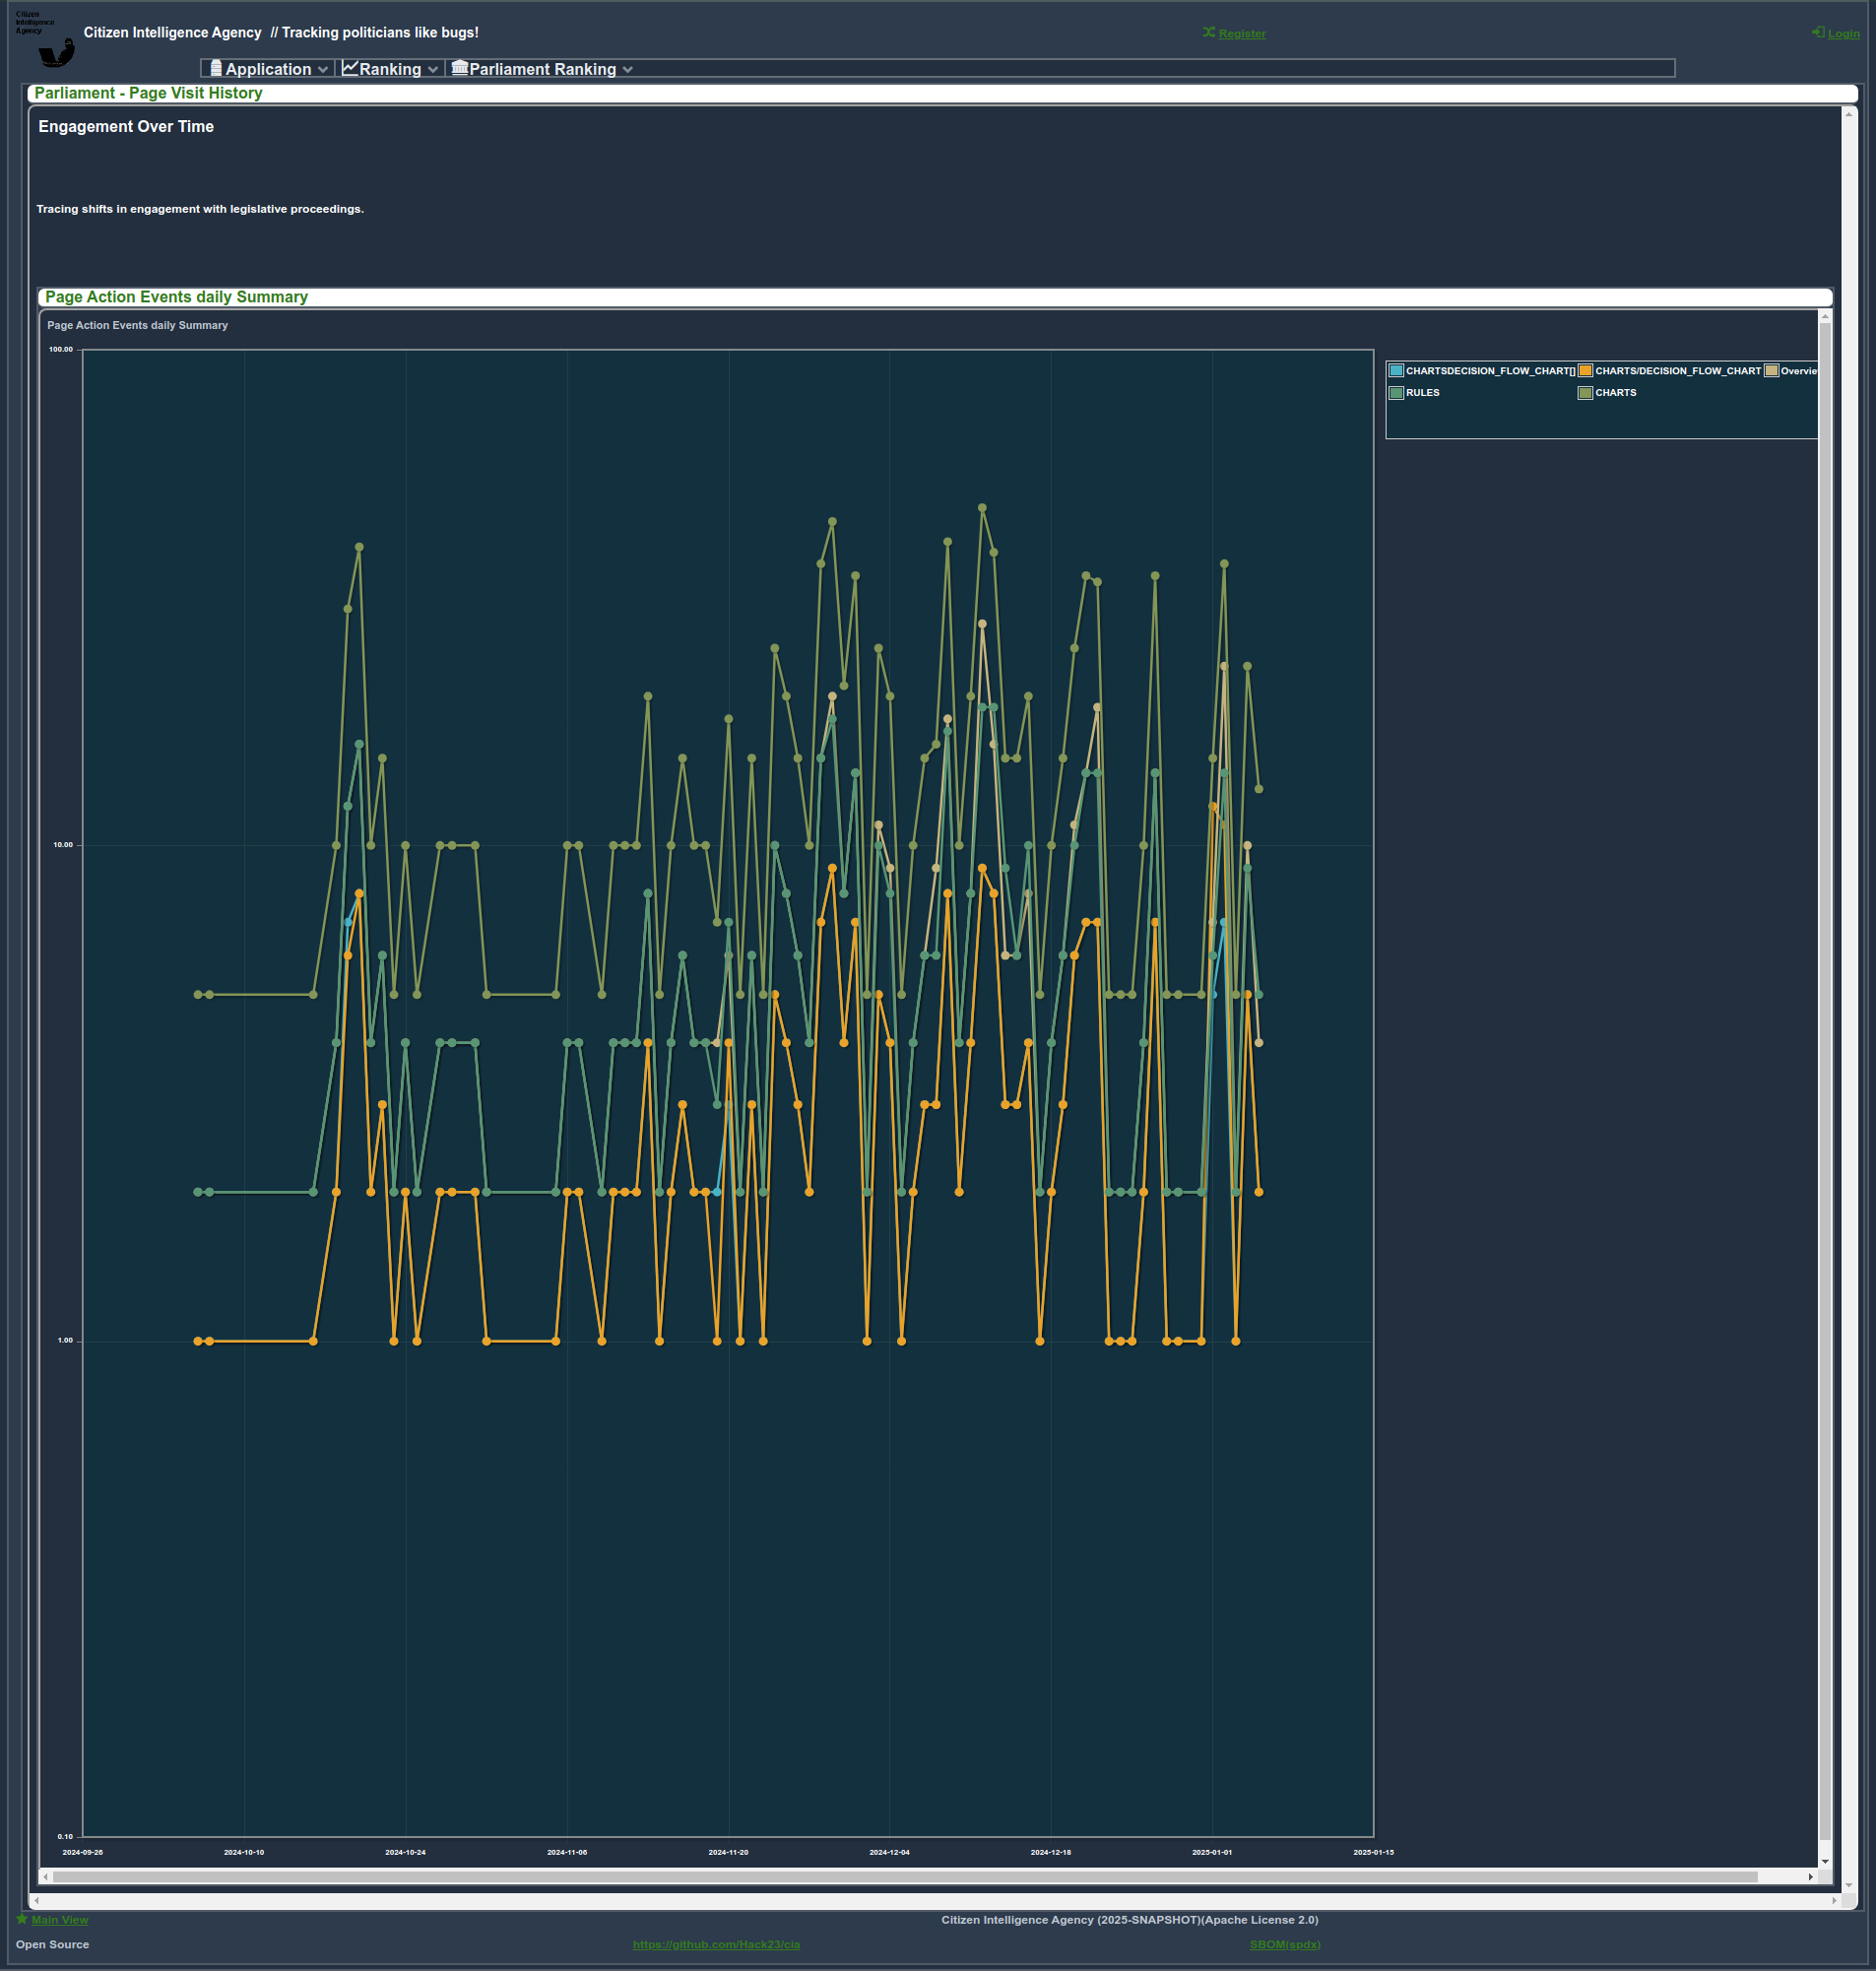 Citizen
Intelligence
Agency
Citizen Intelligence Agency // Tracking politicians like bugs!
Register
Login
Application
Ranking
Parliament Ranking
Parliament - Page Visit History
Engagement Over Time
Tracing shifts in engagement with legislative proceedings.
Page Action Events daily Summary
Page Action Events daily Summary
100.00
10.00
1.00
0.10
2024-09-26
2024-10-10
2024-10-24
2024-11-06
2024-11-20
2024-12-04
2024-12-18
2025-01-01
2025-01-15
CHARTSDECISION_FLOW_CHART[]
CHARTS/DECISION_FLOW_CHART
Overvie
RULES
CHARTS
Main View
Citizen Intelligence Agency (2025-SNAPSHOT)(Apache License 2.0)
Open Source
https://github.com/Hack23/cia
SBOM(spdx)